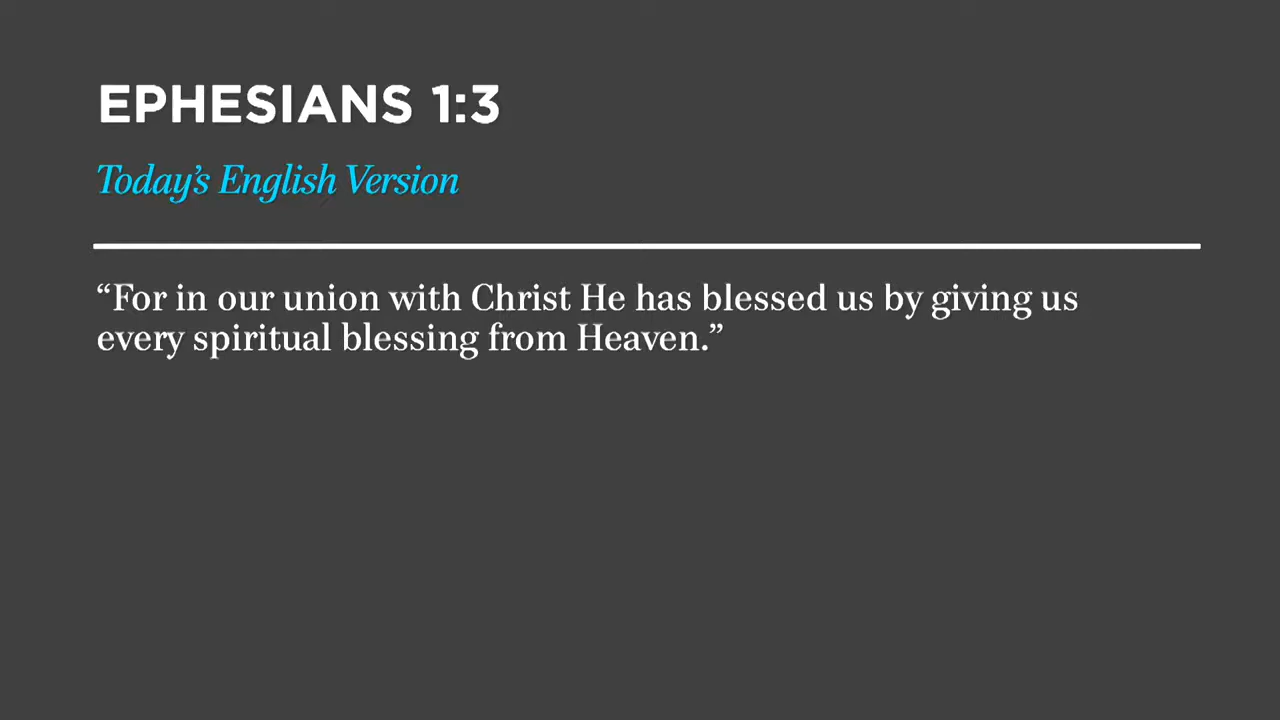 EPHESIANS 1:3
Today’s English Version
“For in our union with Christ He has blessed us by giving us
every spiritual blessing from Heaven.”